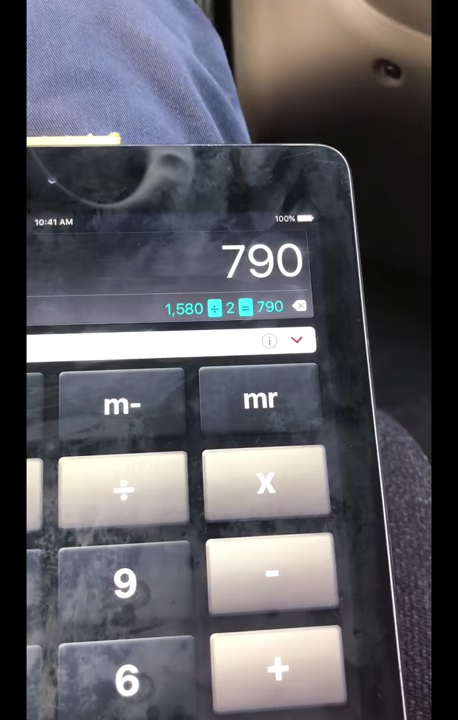 10:41 AM 100%
790
1,580 ÷ 2 = 790
m- mr
÷ x
9 -
6 +